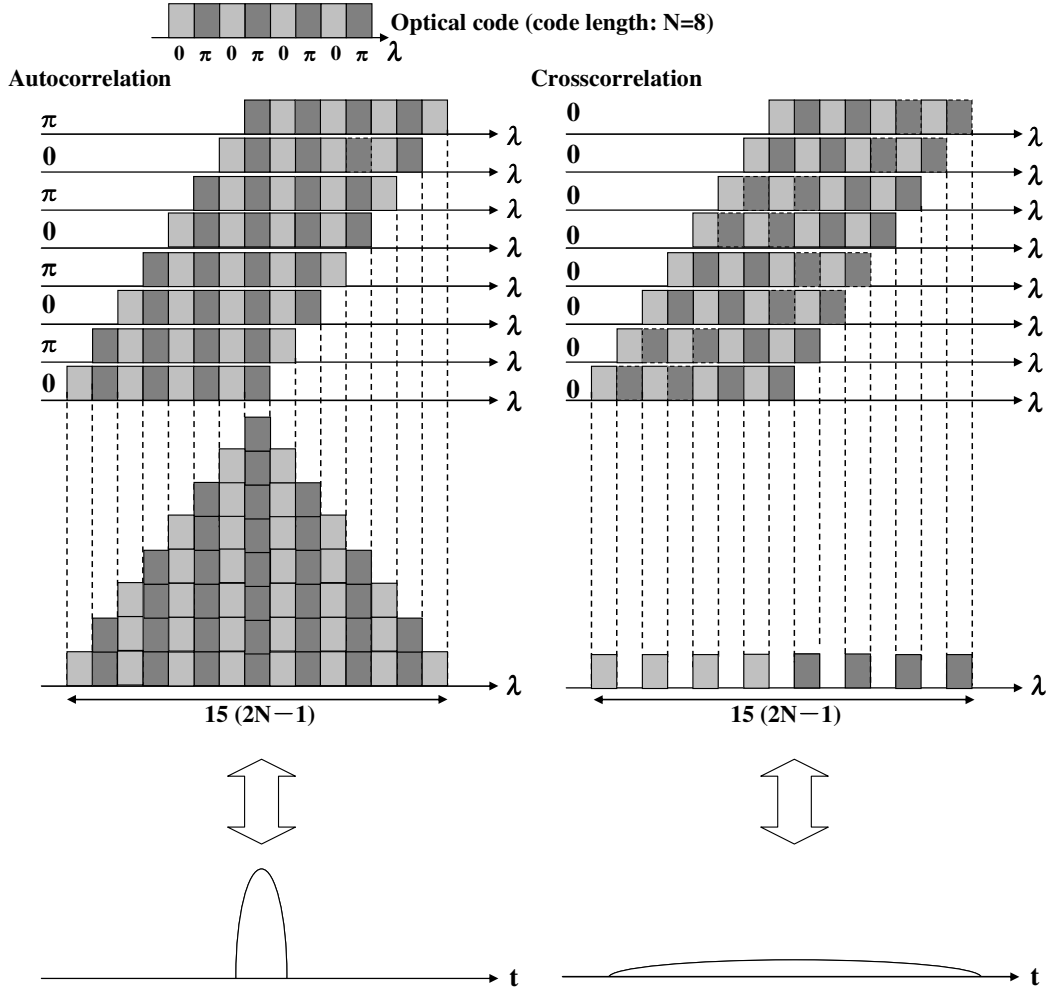 Optical code (code length: N=8)
0 π 0 π 0 π 0 π λ
Autocorrelation
π λ
0 λ
π λ
0 λ
π λ
0 λ
π λ
0 λ
λ
15 (2N−1)
t
Crosscorrelation
0 λ
0 λ
0 λ
0 λ
0 λ
0 λ
0 λ
0 λ
λ
15 (2N−1)
t